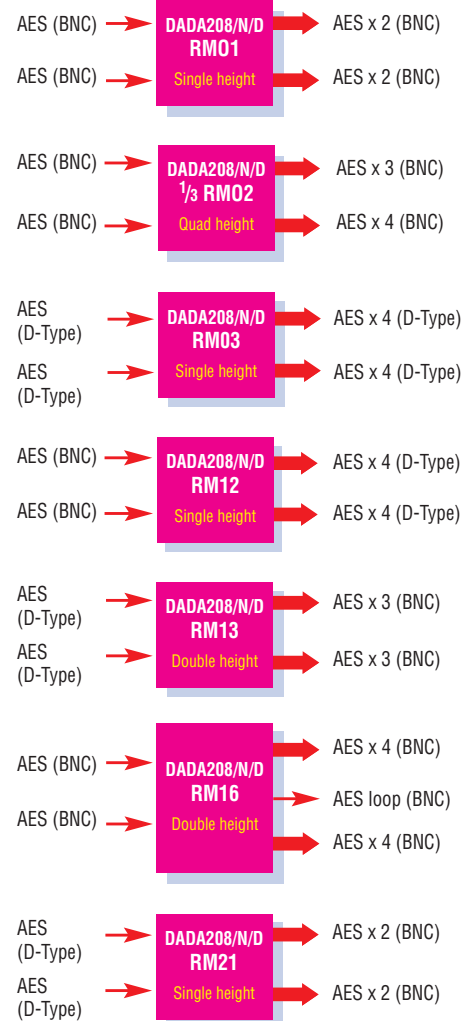 AES (BNC)
DADA208/N/D
RM01
Single height
AES x 2 (BNC)
AES (BNC)
AES x 2 (BNC)
AES (BNC)
DADA208/N/D
1/3 RM02
Quad height
AES x 3 (BNC)
AES (BNC)
AES x 4 (BNC)
AES
(D-Type)
DADA208/N/D
RM03
Single height
AES x 4 (D-Type)
AES
(D-Type)
AES x 4 (D-Type)
AES (BNC)
DADA208/N/D
RM12
Single height
AES x 4 (D-Type)
AES (BNC)
AES x 4 (D-Type)
AES
(D-Type)
DADA208/N/D
RM13
Double height
AES x 3 (BNC)
AES
(D-Type)
AES x 3 (BNC)
AES (BNC)
DADA208/N/D
RM16
Double height
AES x 4 (BNC)
AES loop (BNC)
AES (BNC)
AES x 4 (BNC)
AES
(D-Type)
DADA208/N/D
RM21
Single height
AES x 2 (BNC)
AES
(D-Type)
AES x 2 (BNC)